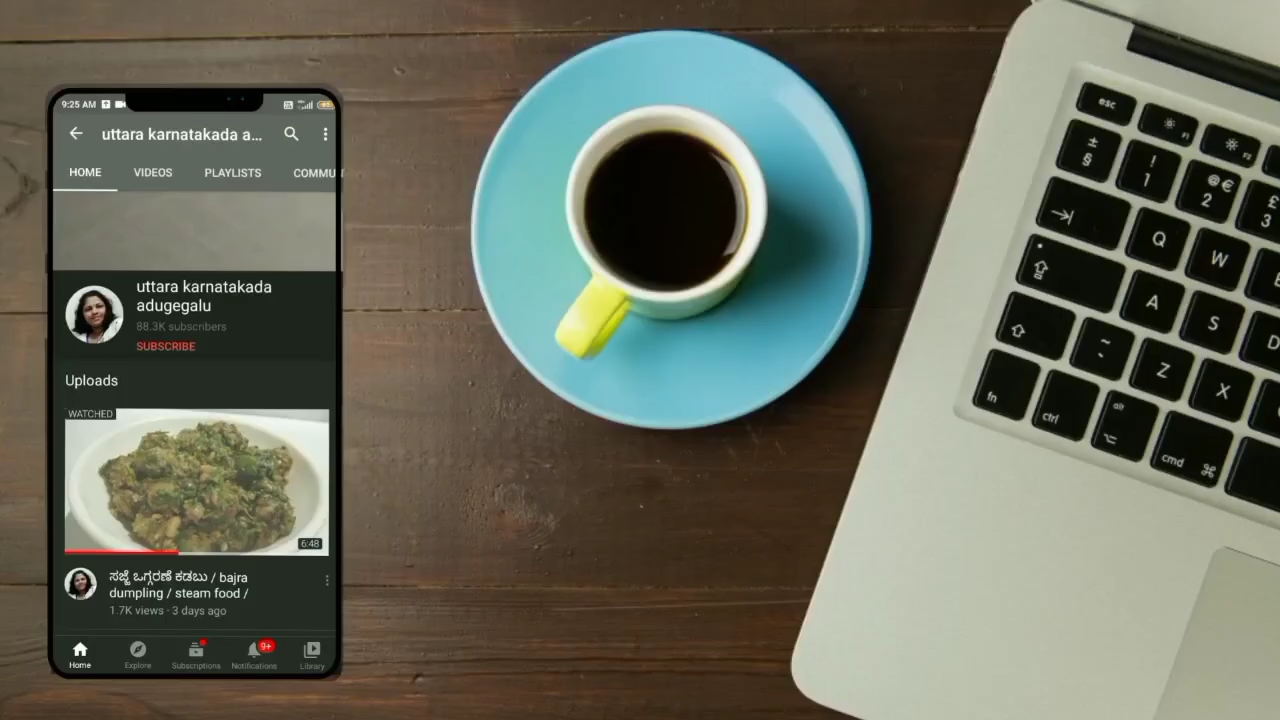 9:25 AM
uttara karnatakada a...
HOME VIDEOS PLAYLISTS COMMU
uttara karnatakada
adugegalu
88.3K subscribers
SUBSCRIBE
Uploads
WATCHED
6:48
ಸಜ್ಜೆ ಒಗ್ಗರಣೆ ಕಡಬು / bajra
dumpling / steam food /
1.7K views · 3 days ago
9+
Home Explore Subscriptions Notifications Library
esc
F1
F2
±
§
!
1
@€
2
£
3
Q
W
A
S
D
~
Z
X
fn
ctrl
alt
cmd